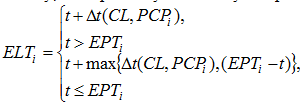 ELT_i = { t + Δt(CL, PCP_i),
t > EPT_i
t + max{Δt(CL, PCP_i), (EPT_i − t)},
t ≤ EPT_i